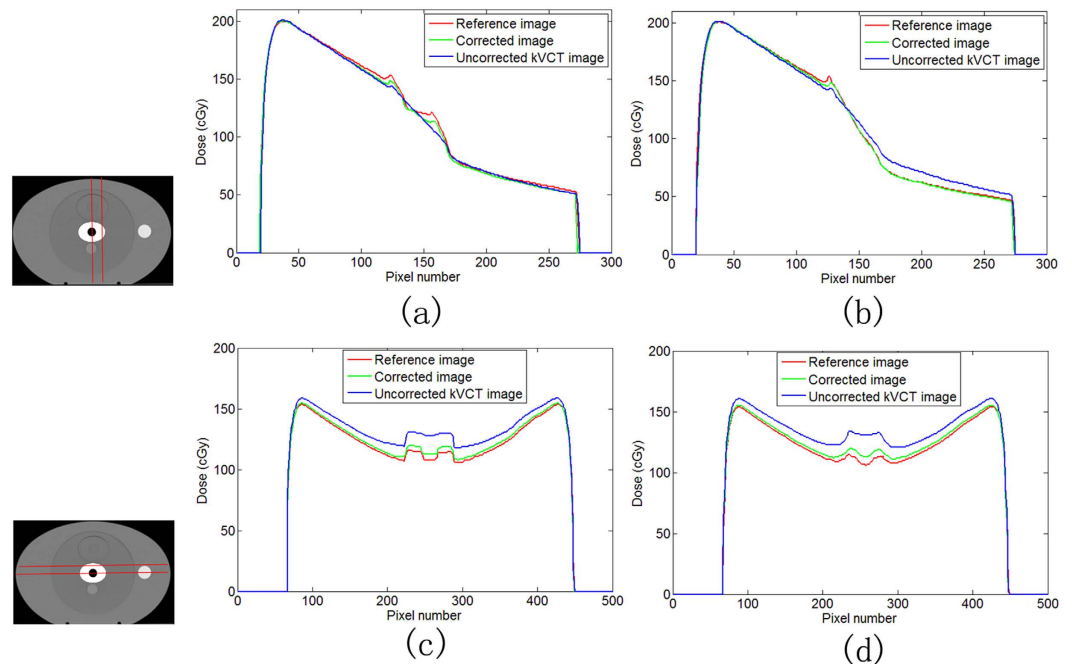 200
150
100
50
0
Dose (cGy)
Reference image
Corrected image
Uncorrected kVCT image
0 50 100 150 200 250 300
Pixel number
(a)
200
150
100
50
0
Dose (cGy)
Reference image
Corrected image
Uncorrected kVCT image
0 50 100 150 200 250 300
Pixel number
(b)
200
150
100
50
0
Dose (cGy)
Reference image
Corrected image
Uncorrected kVCT image
0 100 200 300 400 500
Pixel number
(c)
200
150
100
50
0
Dose (cGy)
Reference image
Corrected image
Uncorrected kVCT image
0 100 200 300 400 500
Pixel number
(d)